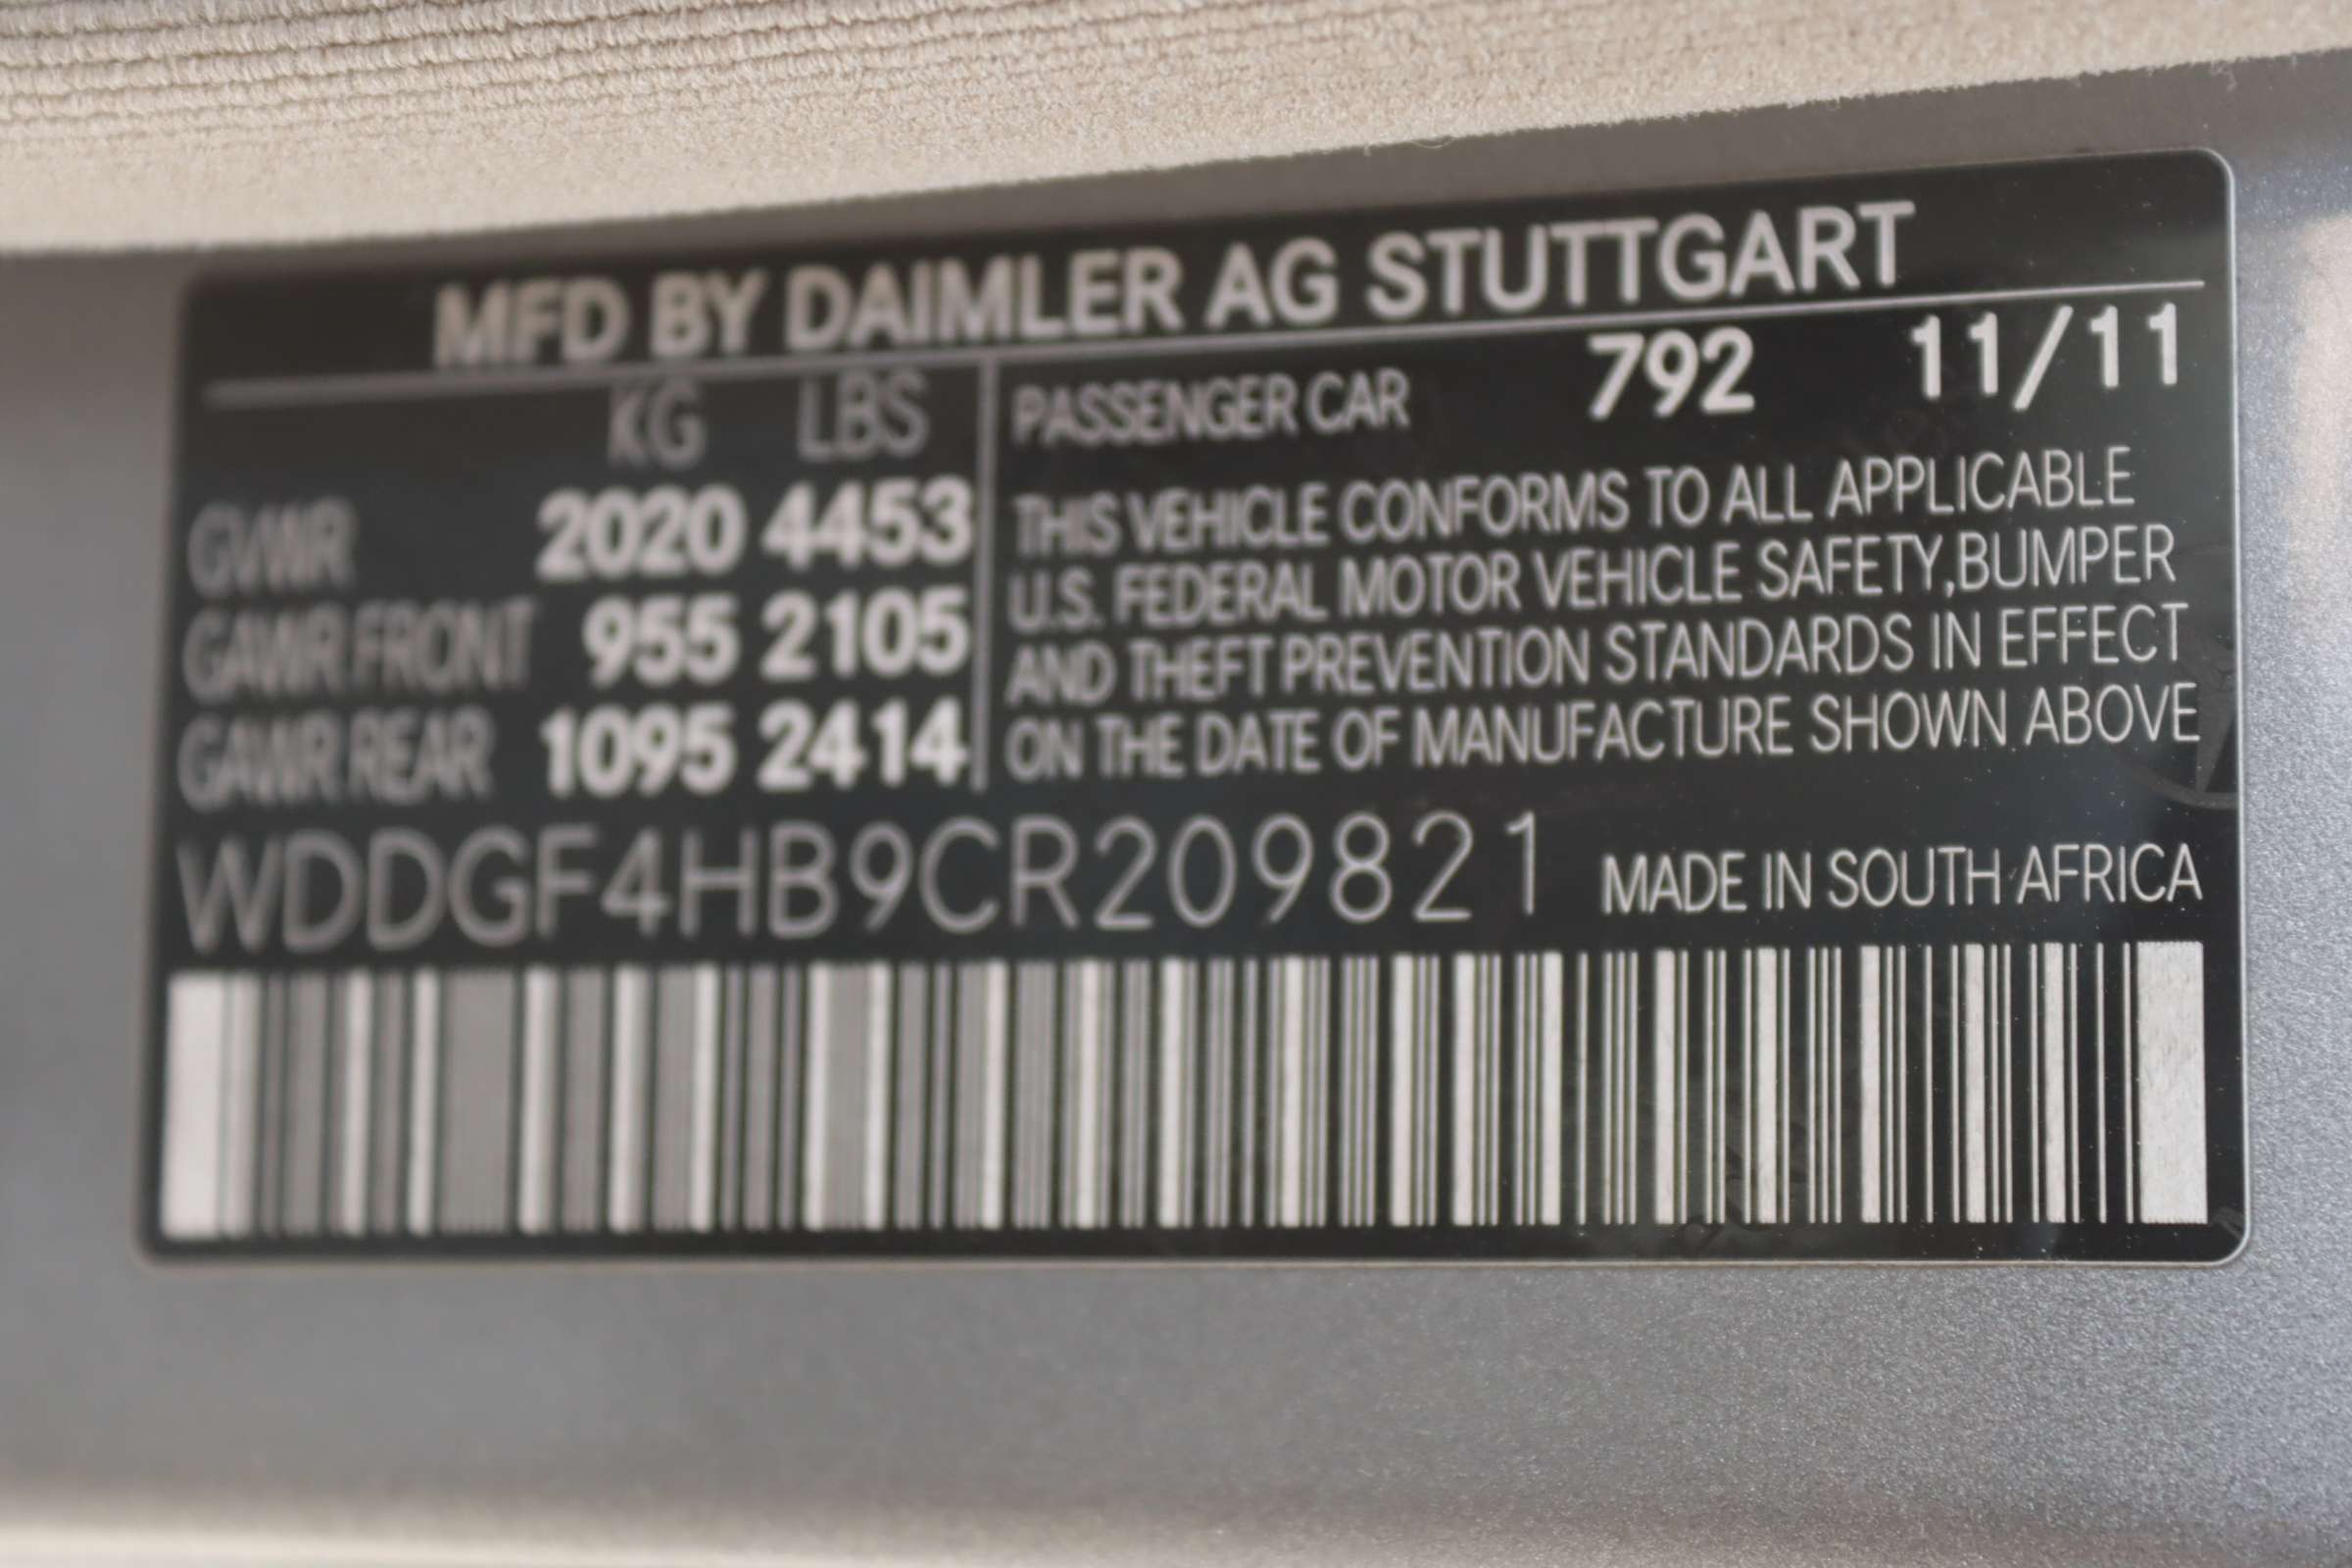 MFD BY DAIMLER AG STUTTGART
KG LBS
GVWR 2020 4453
GAWR FRONT 955 2105
GAWR REAR 1095 2414
PASSENGER CAR 792 11/11
THIS VEHICLE CONFORMS TO ALL APPLICABLE
U.S. FEDERAL MOTOR VEHICLE SAFETY,BUMPER
AND THEFT PREVENTION STANDARDS IN EFFECT
ON THE DATE OF MANUFACTURE SHOWN ABOVE
WDDGF4HB9CR209821 MADE IN SOUTH AFRICA